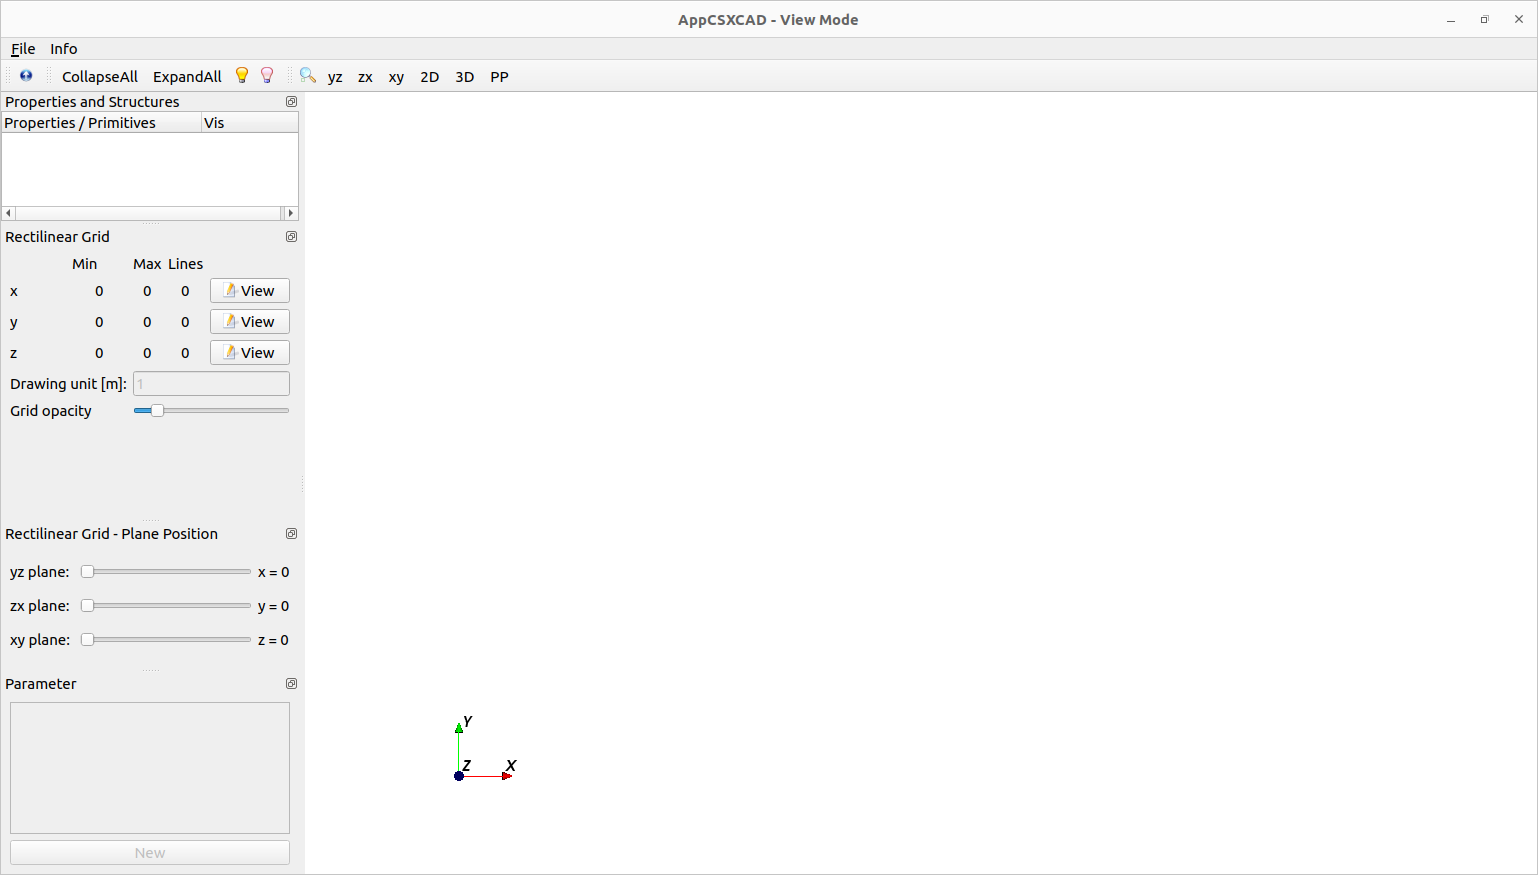 AppCSXCAD - View Mode
File Info
CollapseAll ExpandAll yz zx xy 2D 3D PP
Properties and Structures
Properties / Primitives Vis
Rectilinear Grid
Min Max Lines
x 0 0 0 View
y 0 0 0 View
z 0 0 0 View
Drawing unit [m]: 1
Grid opacity
Rectilinear Grid - Plane Position
yz plane: x = 0
zx plane: y = 0
xy plane: z = 0
Parameter
New
Y
Z X